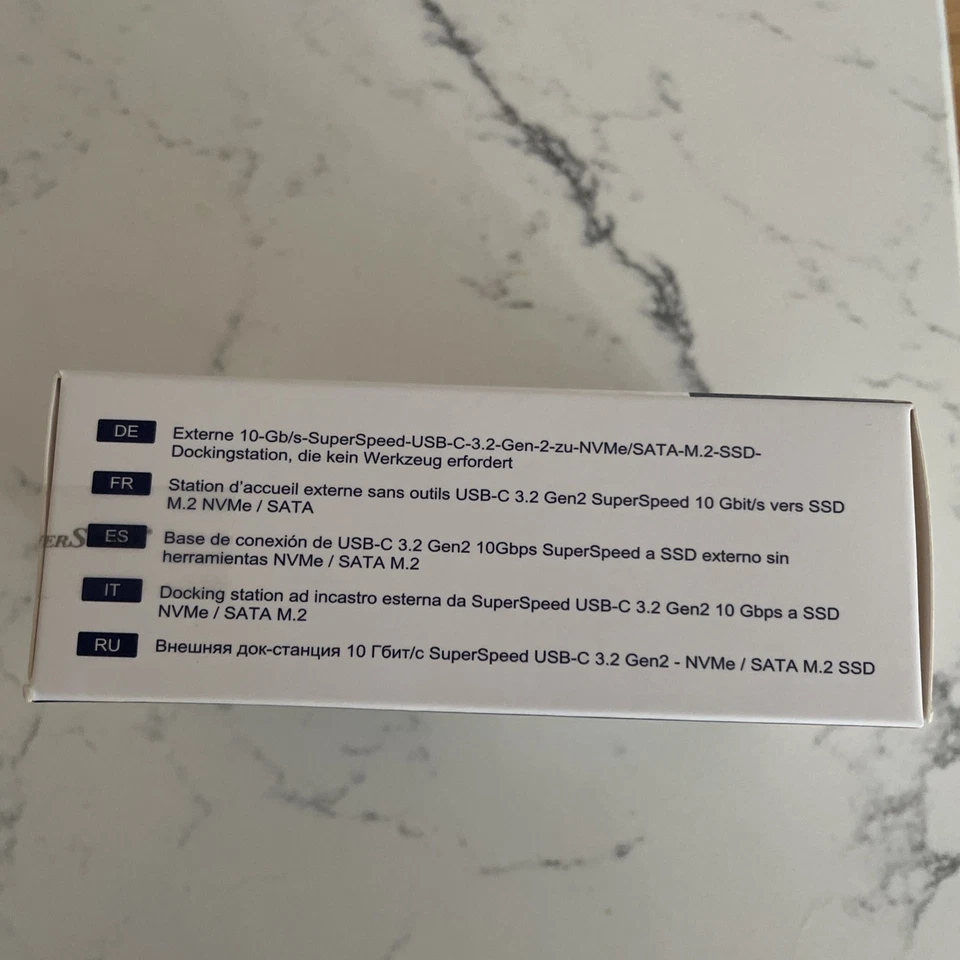 DE
Externe 10-Gb/s-SuperSpeed-USB-C-3.2-Gen-2-zu-NVMe/SATA-M.2-SSD-
Dockingstation, die kein Werkzeug erfordert
FR
Station d'accueil externe sans outils USB-C 3.2 Gen2 SuperSpeed 10 Gbit/s vers SSD
M.2 NVMe / SATA
ES
Base de conexión de USB-C 3.2 Gen2 10Gbps SuperSpeed a SSD externo sin
herramientas NVMe / SATA M.2
IT
Docking station ad incastro esterna da SuperSpeed USB-C 3.2 Gen2 10 Gbps a SSD
NVMe / SATA M.2
RU
Внешняя док-станция 10 Гбит/с SuperSpeed USB-C 3.2 Gen2 - NVMe / SATA M.2 SSD